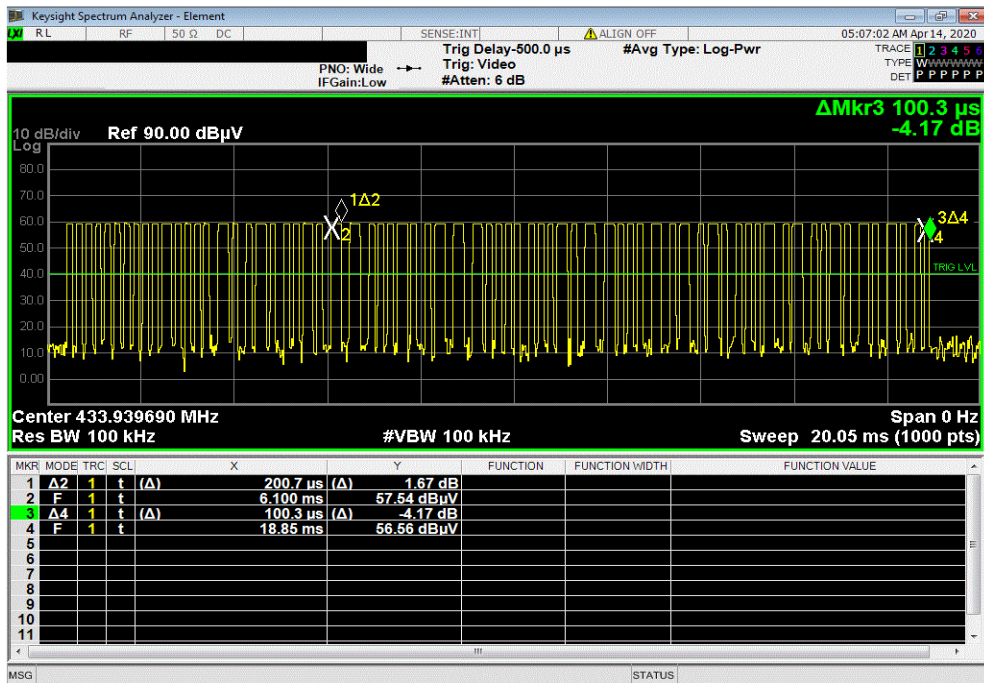 Keysight Spectrum Analyzer - Element
LXI RL RF 50 Ω DC SENSE:INT ALIGN OFF 05:07:02 AM Apr 14, 2020
Trig Delay-500.0 µs #Avg Type: Log-Pwr TRACE 1 2 3 4 5 6
PNO: Wide Trig: Video TYPE WWWWWW
IFGain:Low #Atten: 6 dB DET P P P P P P
ΔMkr3 100.3 µs
10 dB/div Ref 90.00 dBµV -4.17 dB
Log
80.0
70.0
1Δ2
60.0
3Δ4
2
4
50.0
TRIG LVL
40.0
30.0
20.0
10.0
0.00
Center 433.939690 MHz Span 0 Hz
Res BW 100 kHz #VBW 100 kHz Sweep 20.05 ms (1000 pts)
MKR MODE TRC SCL X Y FUNCTION FUNCTION WIDTH FUNCTION VALUE
1 Δ2 1 t (Δ) 200.7 µs (Δ) 1.67 dB
2 F 1 t 6.100 ms 57.54 dBµV
3 Δ4 1 t (Δ) 100.3 µs (Δ) -4.17 dB
4 F 1 t 18.85 ms 56.56 dBµV
5
6
7
8
9
10
11
MSG STATUS